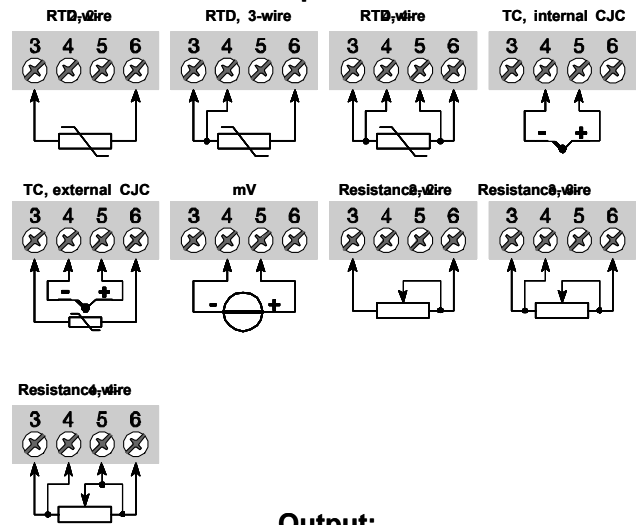 RTD, 2-wire RTD, 3-wire RTD, 4-wire TC, internal CJC
3 4 5 6 3 4 5 6 3 4 5 6 3 4 5 6
- +
TC, external CJC mV Resistance, 2-wire Resistance, 3-wire
3 4 5 6 3 4 5 6 3 4 5 6 3 4 5 6
- + - +
Resistance, 4-wire
3 4 5 6
Output: